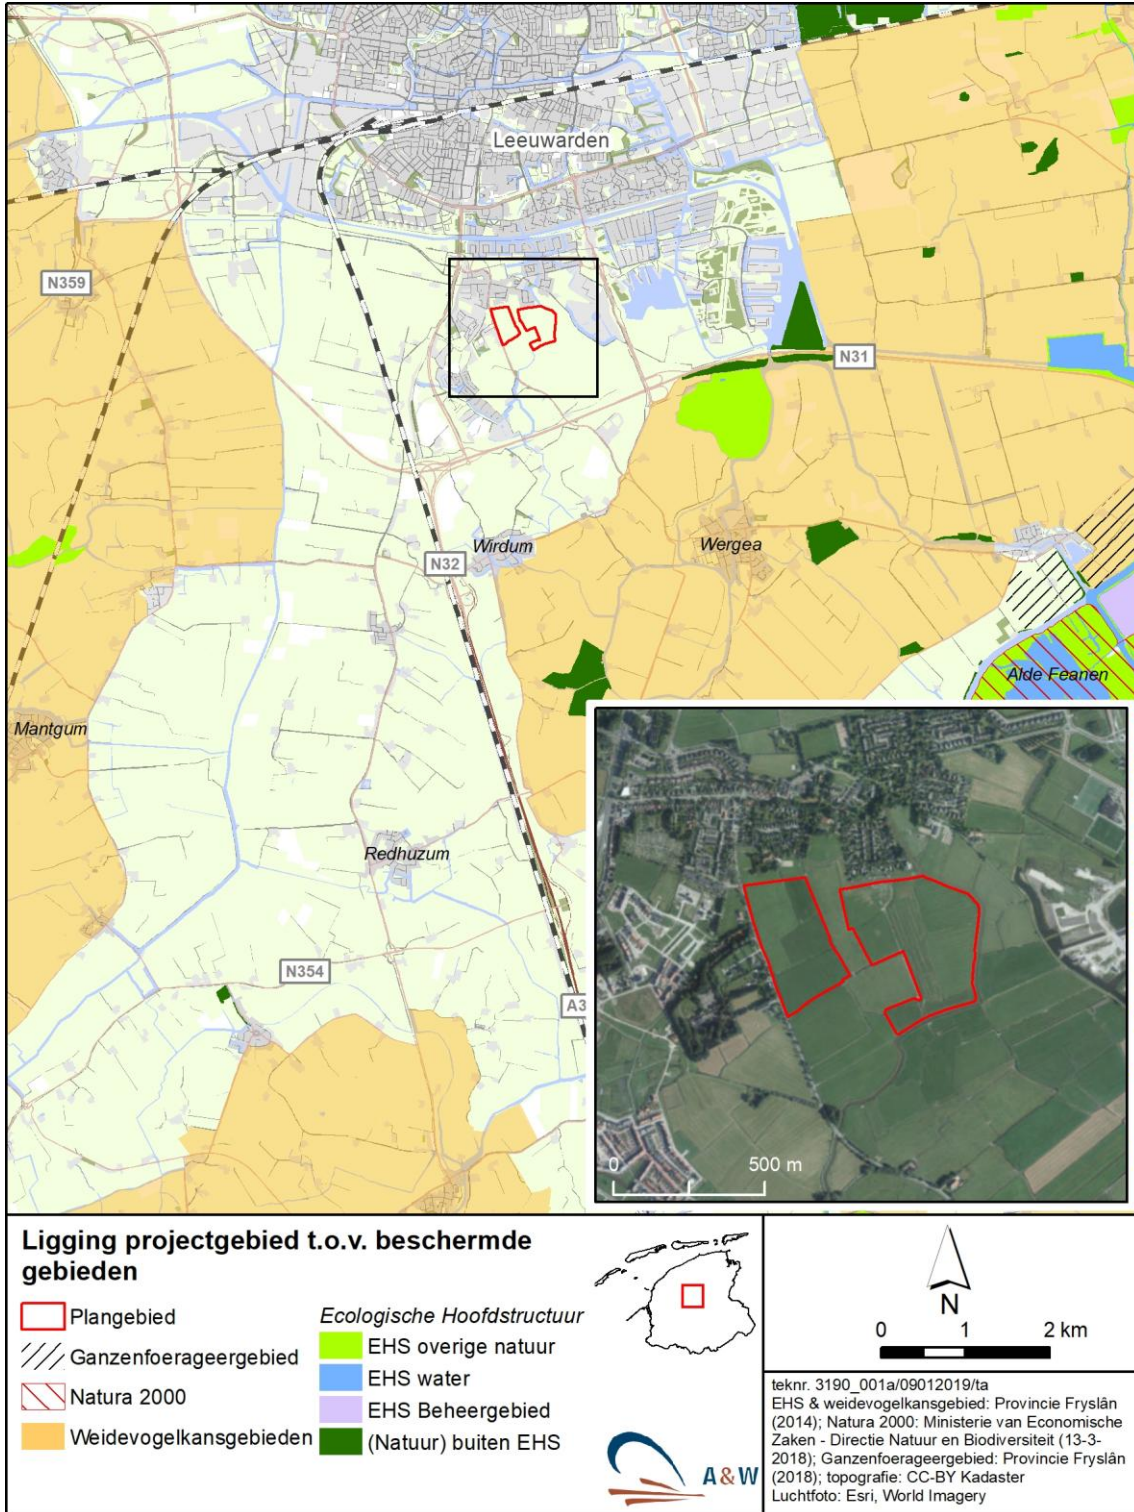 Leeuwarden
N359
N31
Wirdum
Wergea
N32
Alde Feanen
Mantgum
Redhuzum
N354
A3
0 500 m
Ligging projectgebied t.o.v. beschermde
gebieden
Plangebied
Ganzenfoerageergebied
Natura 2000
Weidevogelkansgebieden
Ecologische Hoofdstructuur
EHS overige natuur
EHS water
EHS Beheergebied
(Natuur) buiten EHS
A&W
N
0 1 2 km
teknr. 3190_001a/09012019/ta
EHS & weidevogelkansgebied: Provincie Fryslân
(2014); Natura 2000: Ministerie van Economische
Zaken - Directie Natuur en Biodiversiteit (13-3-
2018); Ganzenfoerageergebied: Provincie Fryslân
(2018); topografie: CC-BY Kadaster
Luchtfoto: Esri, World Imagery